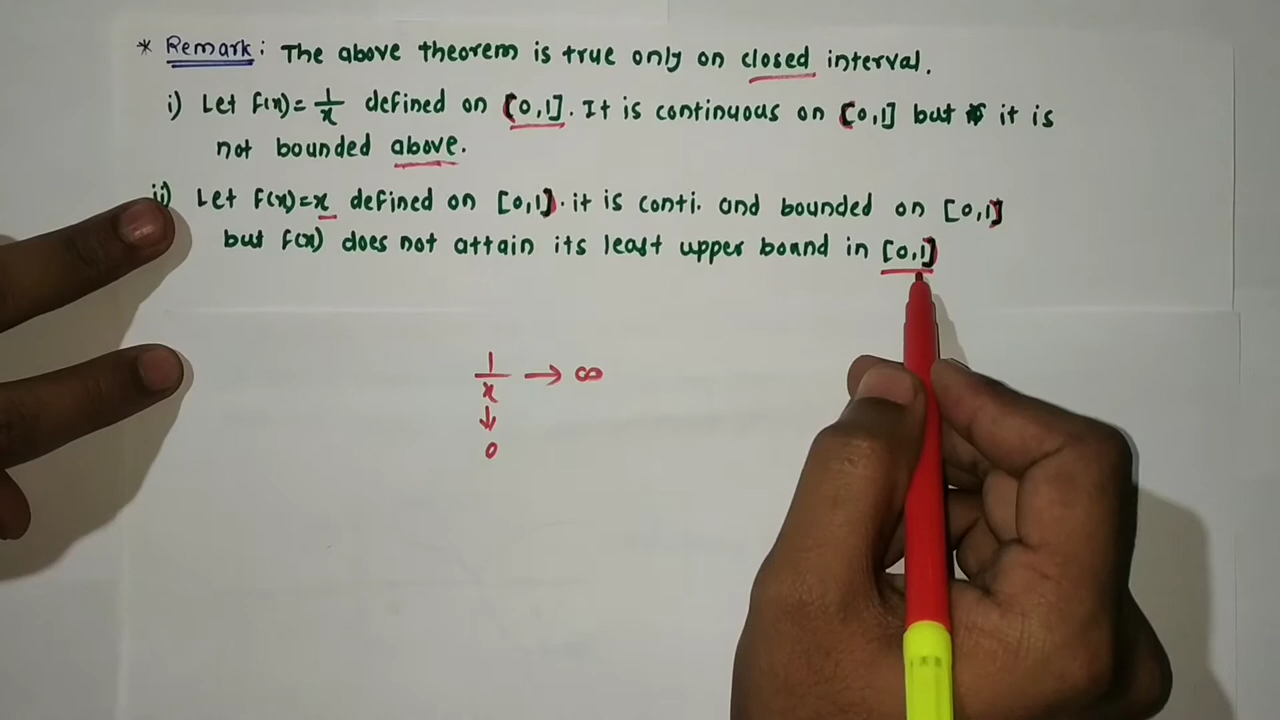 * Remark : The above theorem is true only on closed interval.
i) Let f(x) = 1/x defined on (0,1]. It is continuous on (0,1] but it is
not bounded above.
ii) Let f(x)=x defined on [0,1). it is conti. and bounded on [0,1)
but f(x) does not attain its least upper bound in [0,1)
1/x → ∞
↓
0